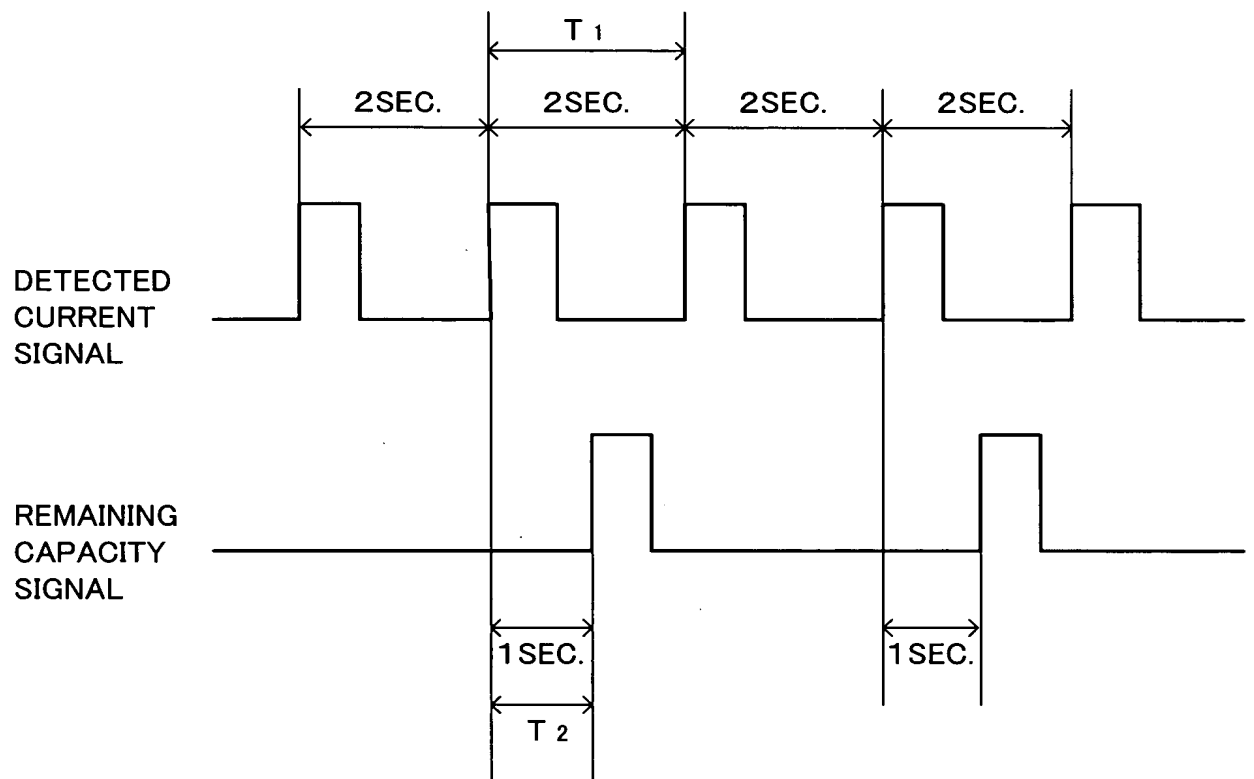 T 1
2SEC. 2SEC. 2SEC. 2SEC.
DETECTED
CURRENT
SIGNAL
REMAINING
CAPACITY
SIGNAL
1SEC. 1SEC.
T 2